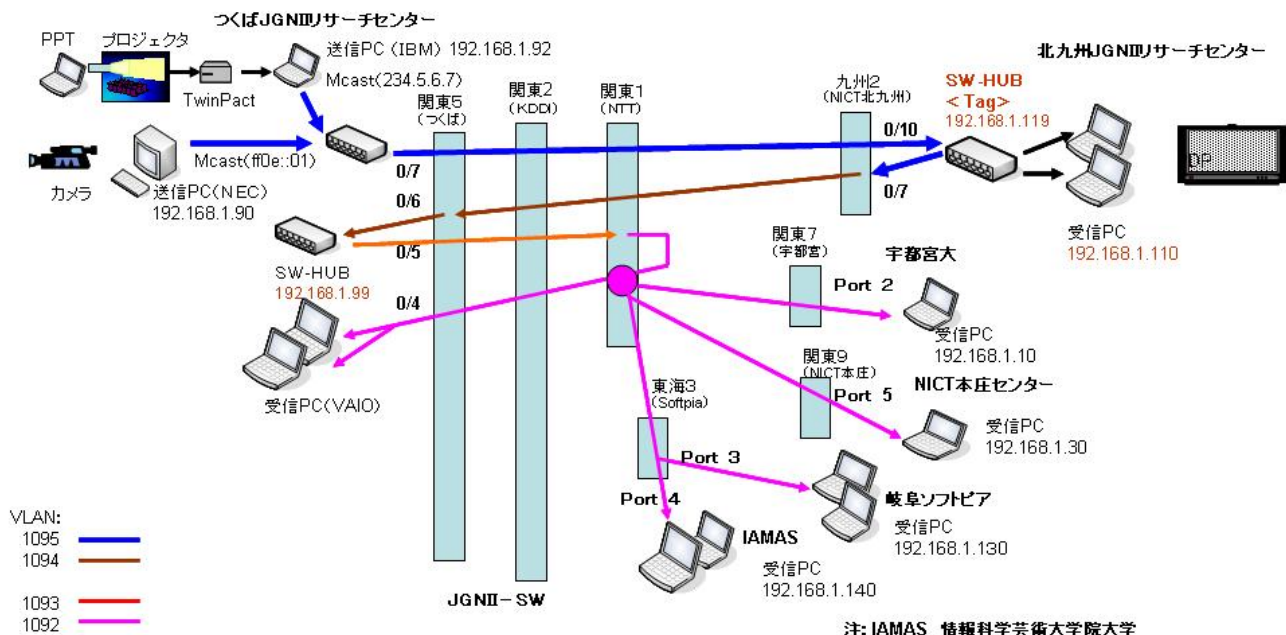 つくばJGNIIリサーチセンター
PPT
プロジェクタ
送信PC (IBM) 192.168.1.92
Mcast(234.5.6.7)
TwinPact
カメラ
Mcast(ff0e::01)
送信PC(NEC)
192.168.1.90
関東5
(つくば)
関東2
(KDDI)
関東1
(NTT)
九州2
(NICT北九州)
北九州JGNIIリサーチセンター
SW-HUB
<Tag>
192.168.1.119
0/10
0/7
受信PC
192.168.1.110
0/7
0/6
0/5
0/4
SW-HUB
192.168.1.99
受信PC(VAIO)
関東7
(宇都宮)
Port 2
宇都宮大
受信PC
192.168.1.10
関東9
(NICT本庄)
Port 5
NICT本庄センター
受信PC
192.168.1.30
東海3
(Softpia)
Port 3
Port 4
岐阜ソフトピア
受信PC
192.168.1.130
IAMAS
受信PC
192.168.1.140
JGNII-SW
VLAN:
1095
1094
1093
1092
注: IAMAS 情報科学芸術大学院大学